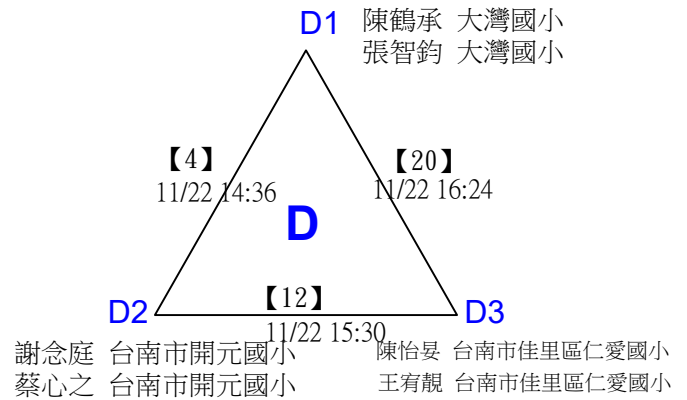 D1
陳鶴承 大灣國小
張智鈞 大灣國小
【4】
11/22 14:36
【20】
11/22 16:24
D
D2
【12】
11/22 15:30
D3
謝念庭 台南市開元國小
蔡心之 台南市開元國小
陳怡妟 台南市佳里區仁愛國小
王宥靚 台南市佳里區仁愛國小